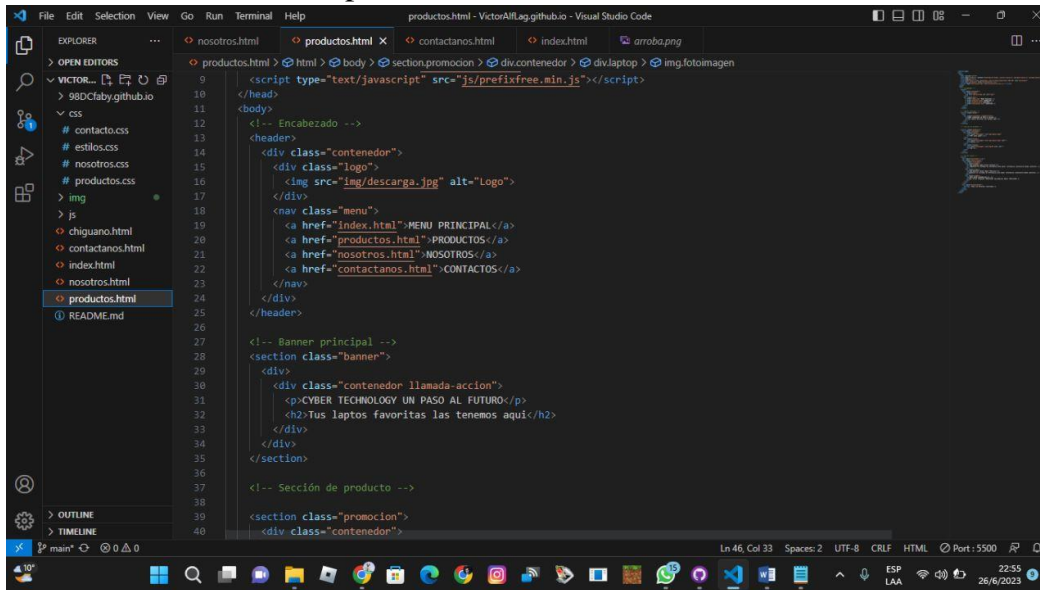 File Edit Selection View Go Run Terminal Help productos.html - VictorAlfLag.github.io - Visual Studio Code
EXPLORER ··· nosotros.html productos.html contactanos.html index.html arroba.png
OPEN EDITORS
productos.html > html > body > section.promocion > div.contenedor > div.laptop > img.fotoimagen
VICTOR...
98DCfaby.github.io
css
# contacto.css
# estilos.css
# nosotros.css
# productos.css
img
js
chiguano.html
contactanos.html
index.html
nosotros.html
productos.html
README.md
OUTLINE
TIMELINE
9 <script type="text/javascript" src="js/prefixfree.min.js"></script>
10 </head>
11 <body>
12 <!-- Encabezado -->
13 <header>
14 <div class="contenedor">
15 <div class="logo">
16 <img src="img/descarga.jpg" alt="Logo">
17 </div>
18 <nav class="menu">
19 <a href="index.html">MENU PRINCIPAL</a>
20 <a href="productos.html">PRODUCTOS</a>
21 <a href="nosotros.html">NOSOTROS</a>
22 <a href="contactanos.html">CONTACTOS</a>
23 </nav>
24 </div>
25 </header>
26
27 <!-- Banner principal -->
28 <section class="banner">
29 <div>
30 <div class="contenedor llamada-accion">
31 <p>CYBER TECHNOLOGY UN PASO AL FUTURO</p>
32 <h2>Tus laptos favoritas las tenemos aqui</h2>
33 </div>
34 </div>
35 </section>
36
37 <!-- Sección de producto -->
38
39 <section class="promocion">
40 <div class="contenedor">
main* 0 0 0 Ln 46, Col 33 Spaces: 2 UTF-8 CRLF HTML Port : 5500
10° 15 ESP LAA 22:55 26/6/2023 9